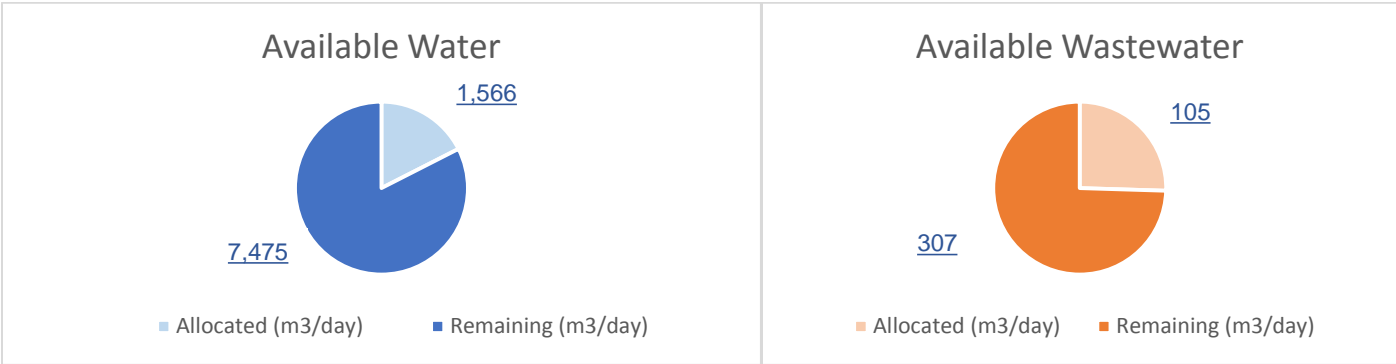 Available Water
1,566
7,475
Allocated (m3/day) Remaining (m3/day)
Available Wastewater
105
307
Allocated (m3/day) Remaining (m3/day)